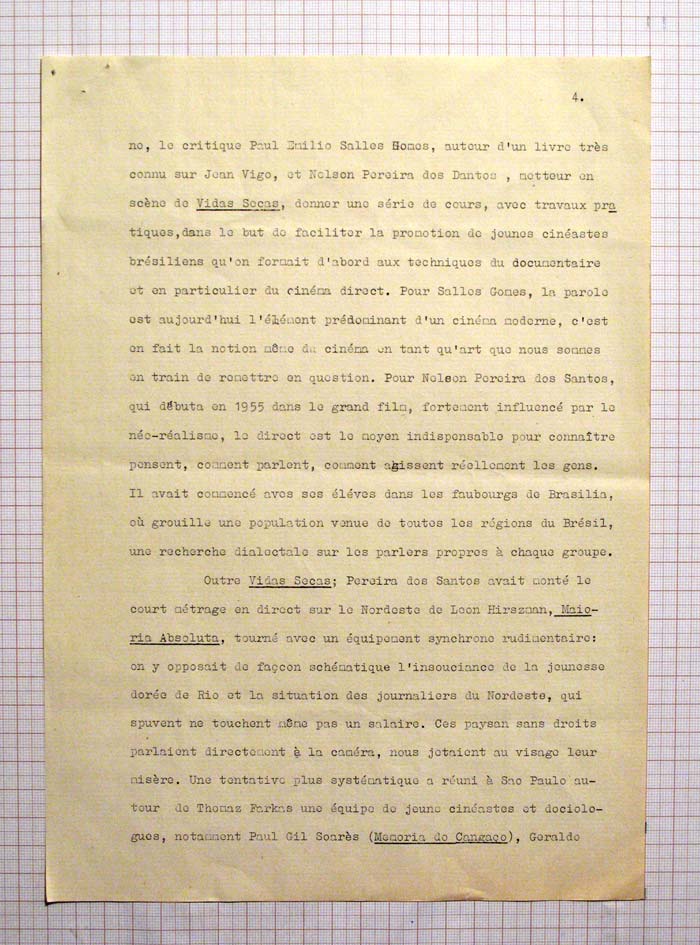 4.
ne, le critique Paul Emilio Salles Gomes, auteur d'un livre très
connu sur Jean Vigo, et Nelson Pereira des Dantos , metteur en
scène de Vidas Secas, donner une série de cours, avec travaux pra
tiques,dans le but de faciliter la promotion de jeunes cinéastes
brésiliens qu'on formait d'abord aux techniques du documentaire
et en particulier du cinéma direct. Pour Salles Gomes, la parole
est aujourd'hui l'élément prédominant d'un cinéma moderne, c'est
en fait la notion même du cinéma en tant qu'art que nous sommes
en train de remettre en question. Pour Nelson Pereira dos Santos,
qui débuta en 1955 dans le grand film, fortement influencé par le
néo-réalisme, le direct est le moyen indispensable pour connaître
pensent, comment parlent, comment agissent réellement les gens.
Il avait commencé aves ses éléves dans les faubourgs de Brasilia,
où grouille une population venue de toutes les régions du Brésil,
une recherche dialectale sur les parlers propres à chaque groupe.
Outre Vidas Secas; Pereira dos Santos avait monté le
court métrage en direct sur le Nordeste de Leon Hirszman, Maio-
ria Absoluta, tourné avec un équipement synchrone rudimentaire:
on y opposait de façcon schématique l'insouciance de la jeunesse
dorée de Rio et la situation des journaliers du Nordeste, qui
spuvent ne touchent même pas un salaire. Ces paysan sans droits
parlaient directement à la caméra, nous jetaient au visage leur
misère. Une tentative plus systématique a réuni à Sao Paulo au-
tour de Thomaz Farkas une équipe de jeune cinéastes et dociolo-
gues, notamment Paul Gil Soarès (Memoria do Cangaço), Geraldo